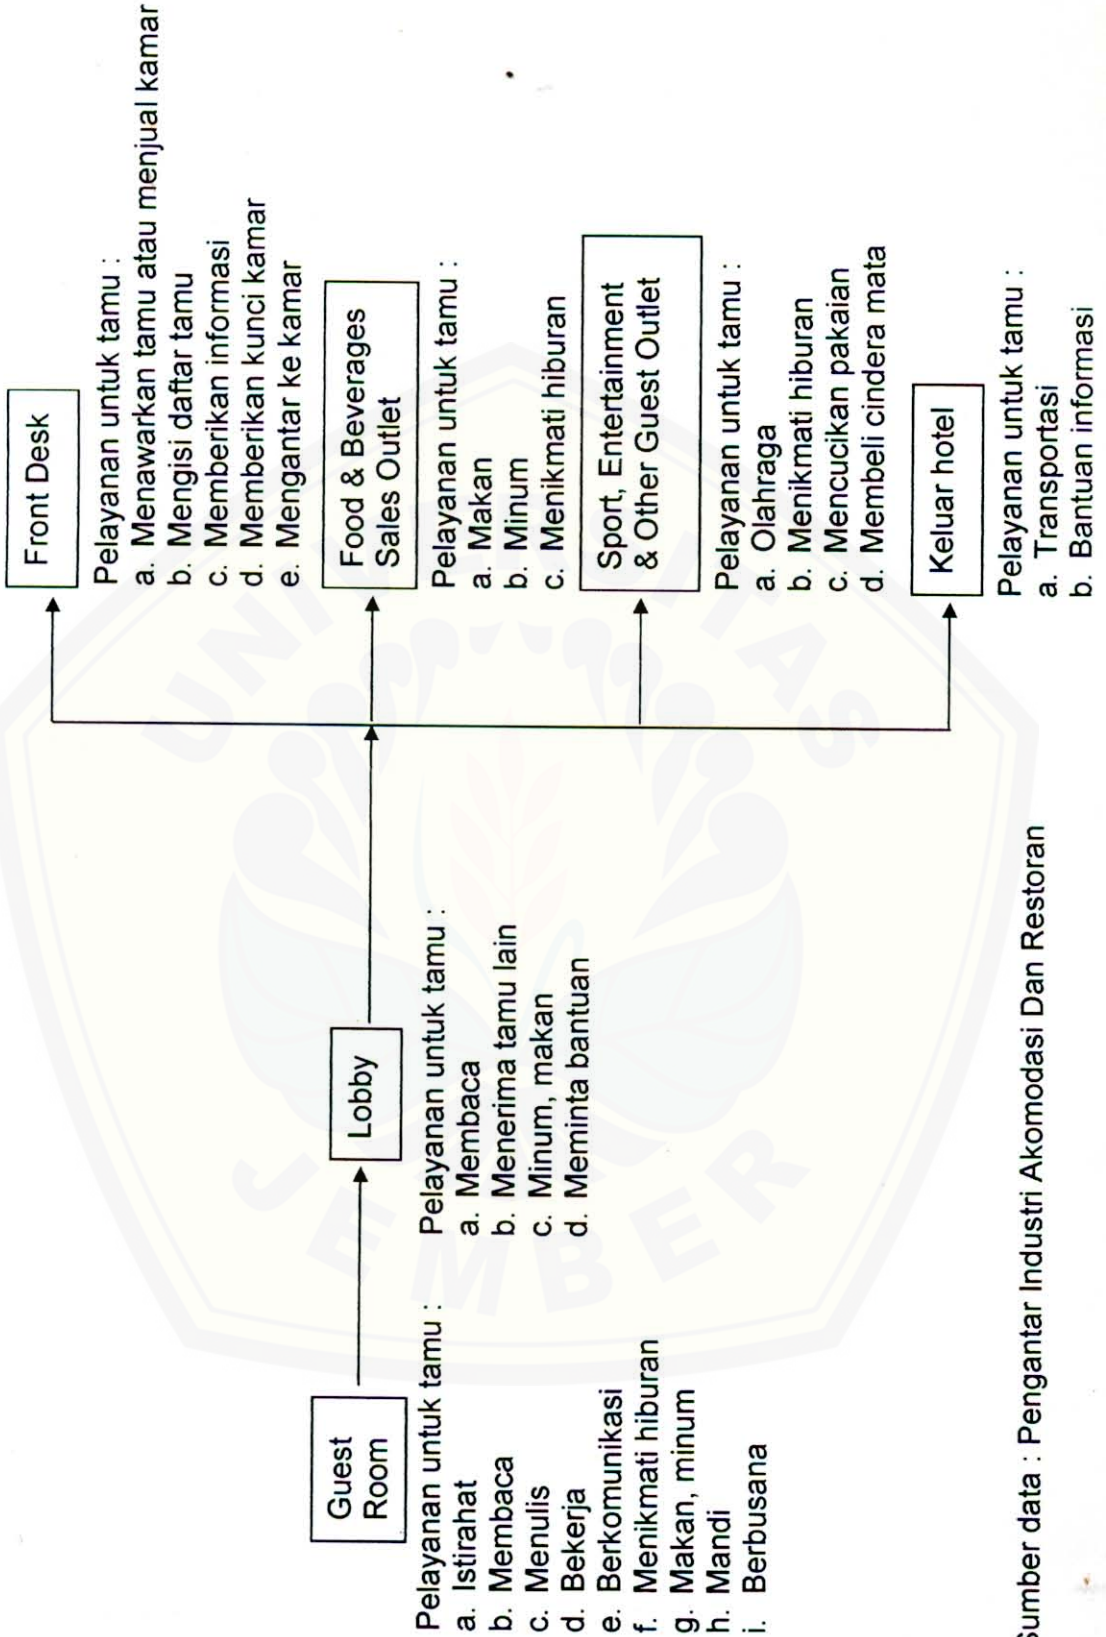 Guest
Room
Pelayanan untuk tamu :
a. Istirahat
b. Membaca
c. Menulis
d. Bekerja
e. Berkomunikasi
f. Menikmati hiburan
g. Makan, minum
h. Mandi
i. Berbusana
Lobby
Pelayanan untuk tamu :
a. Membaca
b. Menerima tamu lain
c. Minum, makan
d. Meminta bantuan
Front Desk
Pelayanan untuk tamu :
a. Menawarkan tamu atau menjual kamar
b. Mengisi daftar tamu
c. Memberikan informasi
d. Memberikan kunci kamar
e. Mengantar ke kamar
Food & Beverages
Sales Outlet
Pelayanan untuk tamu :
a. Makan
b. Minum
c. Menikmati hiburan
Sport, Entertainment
& Other Guest Outlet
Pelayanan untuk tamu :
a. Olahraga
b. Menikmati hiburan
c. Mencucikan pakaian
d. Membeli cindera mata
Keluar hotel
Pelayanan untuk tamu :
a. Transportasi
b. Bantuan informasi
Sumber data : Pengantar Industri Akomodasi Dan Restoran
UNIVERSITAS
JEMBER